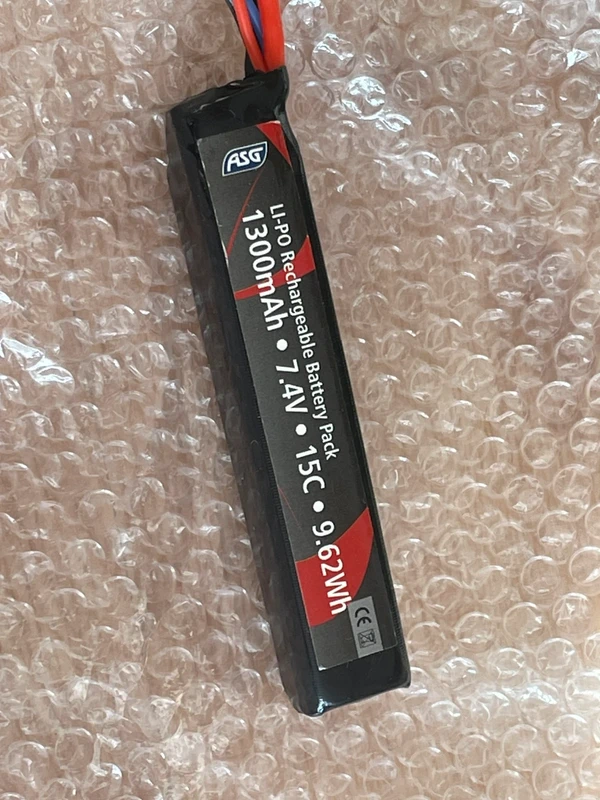 ASG
LI-PO Rechargeable Battery Pack
1300mAh • 7.4V • 15C • 9.62Wh
CE